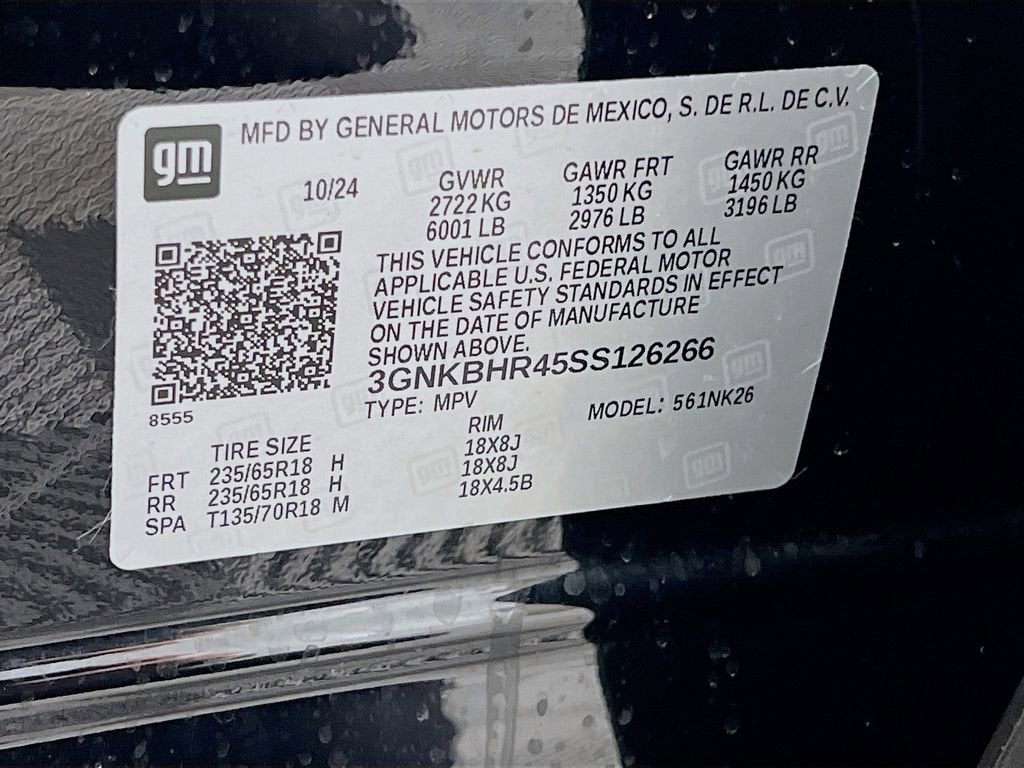 gm
MFD BY GENERAL MOTORS DE MEXICO, S. DE R.L. DE C.V.
10/24
GVWR
2722 KG
6001 LB
GAWR FRT
1350 KG
2976 LB
GAWR RR
1450 KG
3196 LB
THIS VEHICLE CONFORMS TO ALL
APPLICABLE U.S. FEDERAL MOTOR
VEHICLE SAFETY STANDARDS IN EFFECT
ON THE DATE OF MANUFACTURE
SHOWN ABOVE.
3GNKBHR45SS126266
8555
TYPE: MPV MODEL: 561NK26
TIRE SIZE RIM
FRT 235/65R18 H 18X8J
RR 235/65R18 H 18X8J
SPA T135/70R18 M 18X4.5B